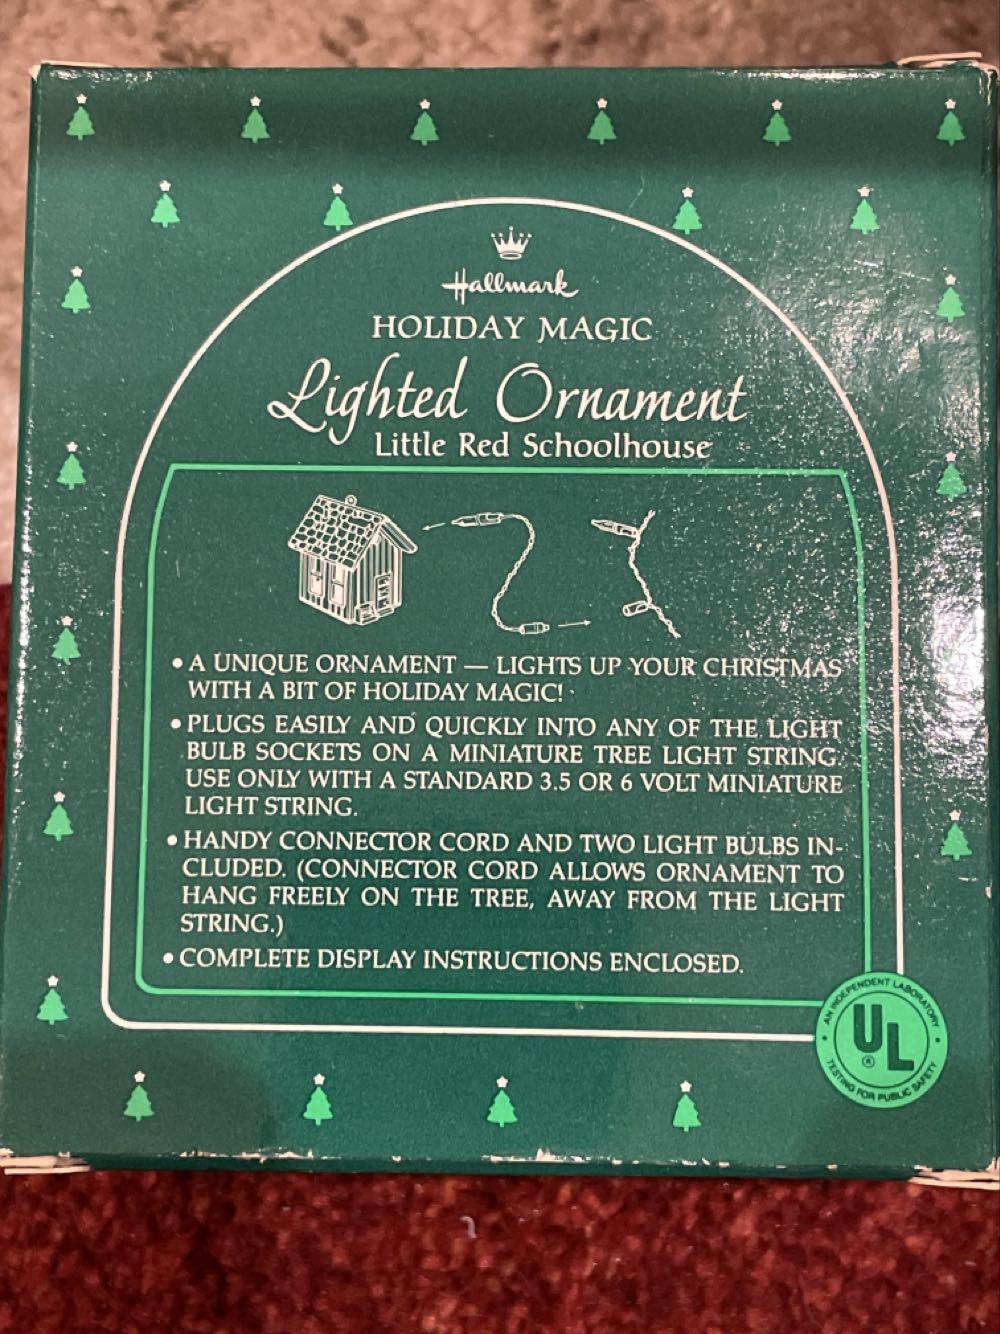 Hallmark
HOLIDAY MAGIC
Lighted Ornament
Little Red Schoolhouse
• A UNIQUE ORNAMENT — LIGHTS UP YOUR CHRISTMAS
WITH A BIT OF HOLIDAY MAGIC!
• PLUGS EASILY AND QUICKLY INTO ANY OF THE LIGHT
BULB SOCKETS ON A MINIATURE TREE LIGHT STRING.
USE ONLY WITH A STANDARD 3.5 OR 6 VOLT MINIATURE
LIGHT STRING.
• HANDY CONNECTOR CORD AND TWO LIGHT BULBS IN-
CLUDED. (CONNECTOR CORD ALLOWS ORNAMENT TO
HANG FREELY ON THE TREE, AWAY FROM THE LIGHT
STRING.)
• COMPLETE DISPLAY INSTRUCTIONS ENCLOSED.
AN INDEPENDENT LABORATORY
UL®
TESTING FOR PUBLIC SAFETY